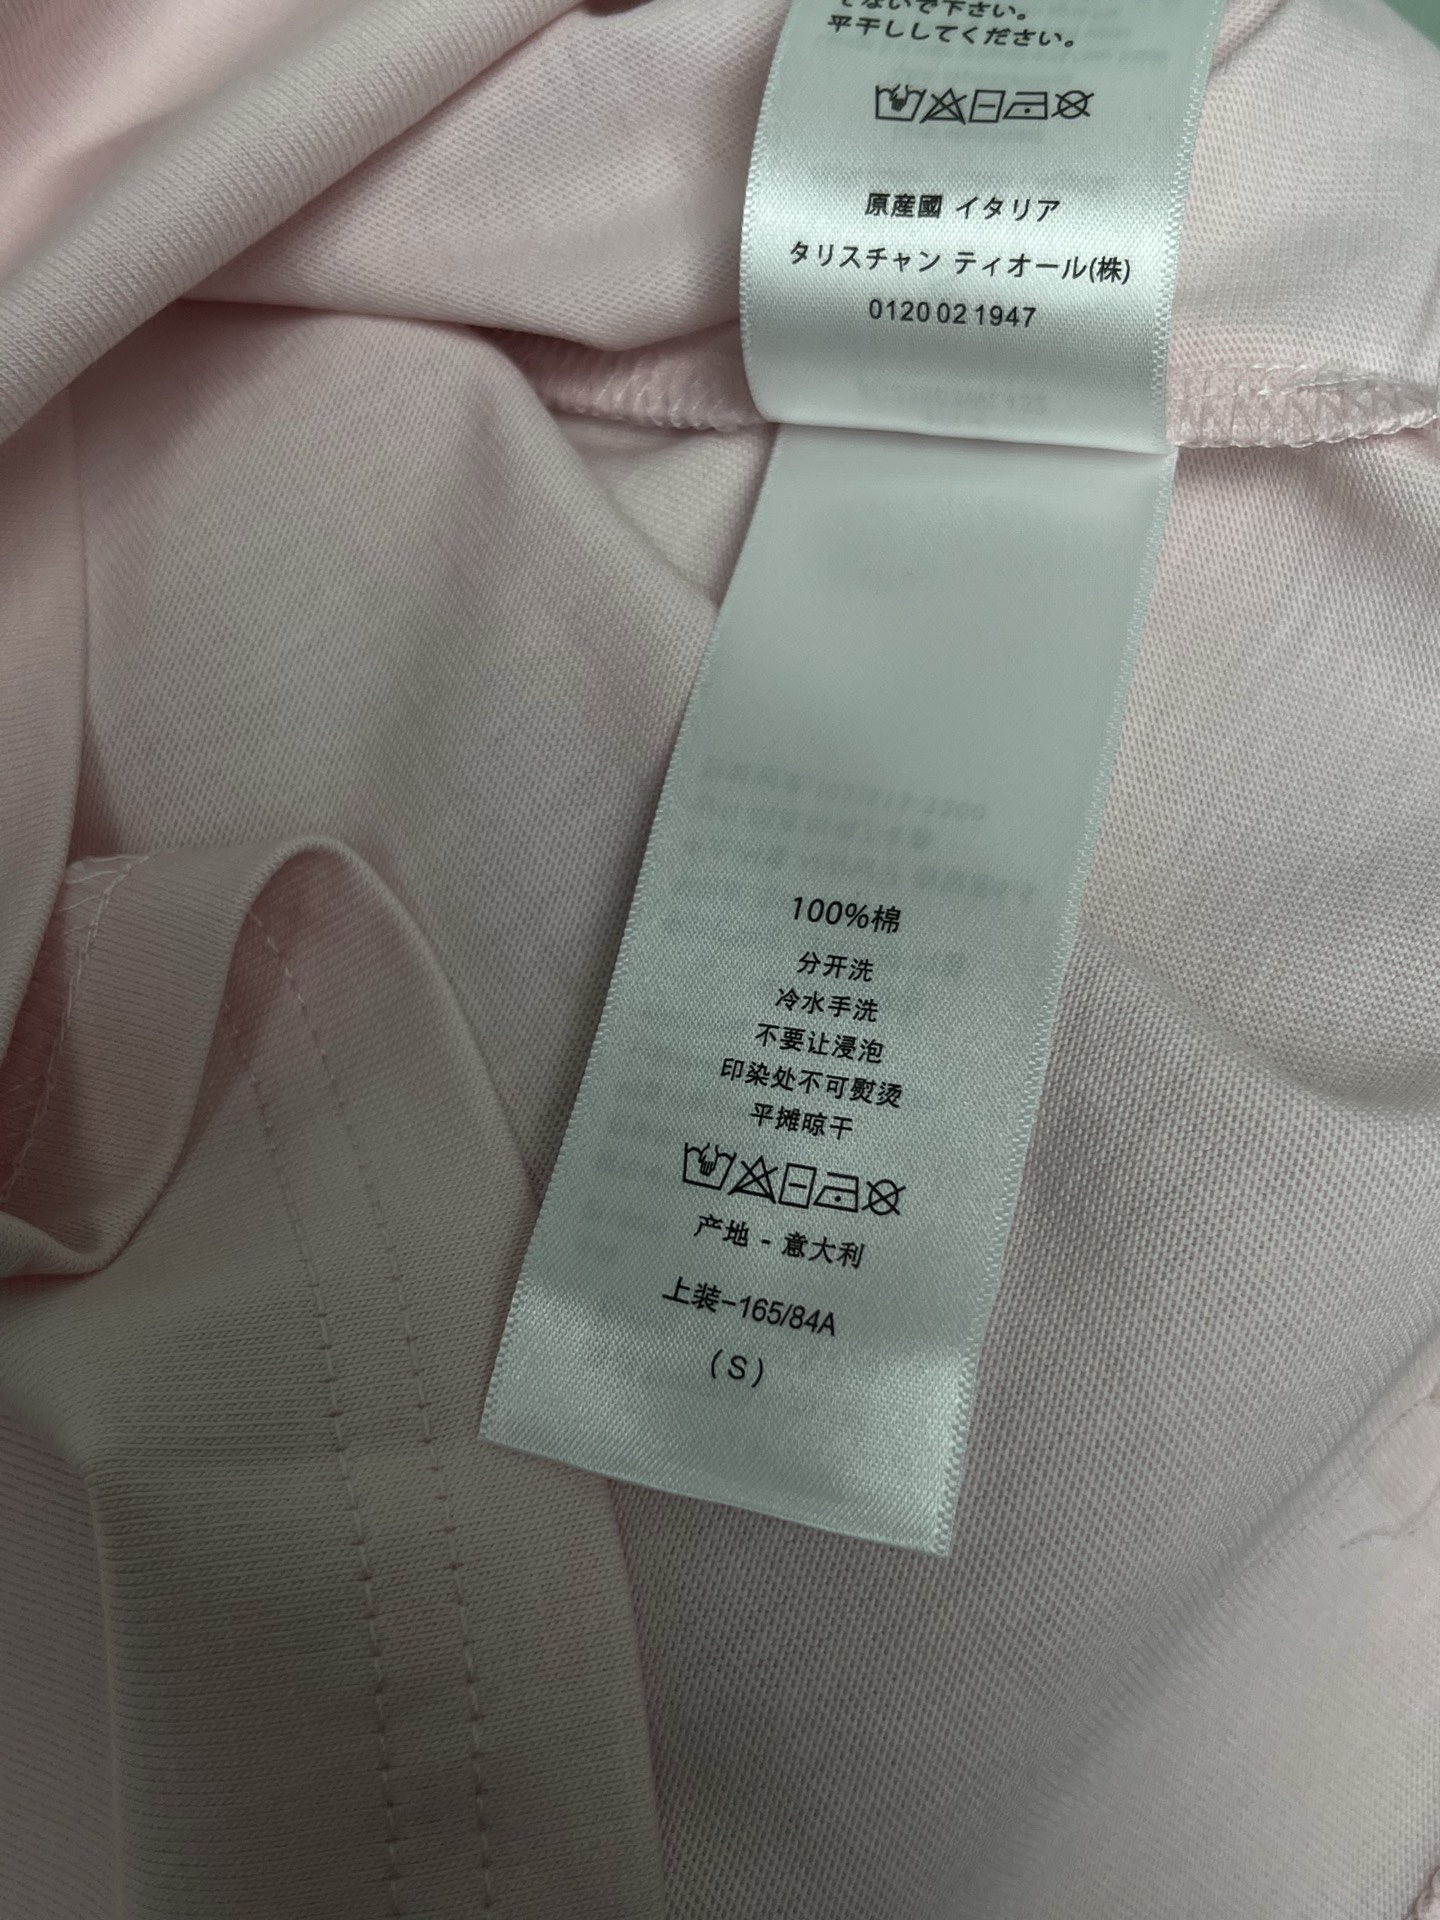 てないで下さい。
平干ししてください。
原産國 イタリア
タリスチャン ティオール(株)
0120 02 1947
100%棉
分开洗
冷水手洗
不要让浸泡
印染处不可熨烫
平摊晾干
产地 - 意大利
上装-165/84A
(S)